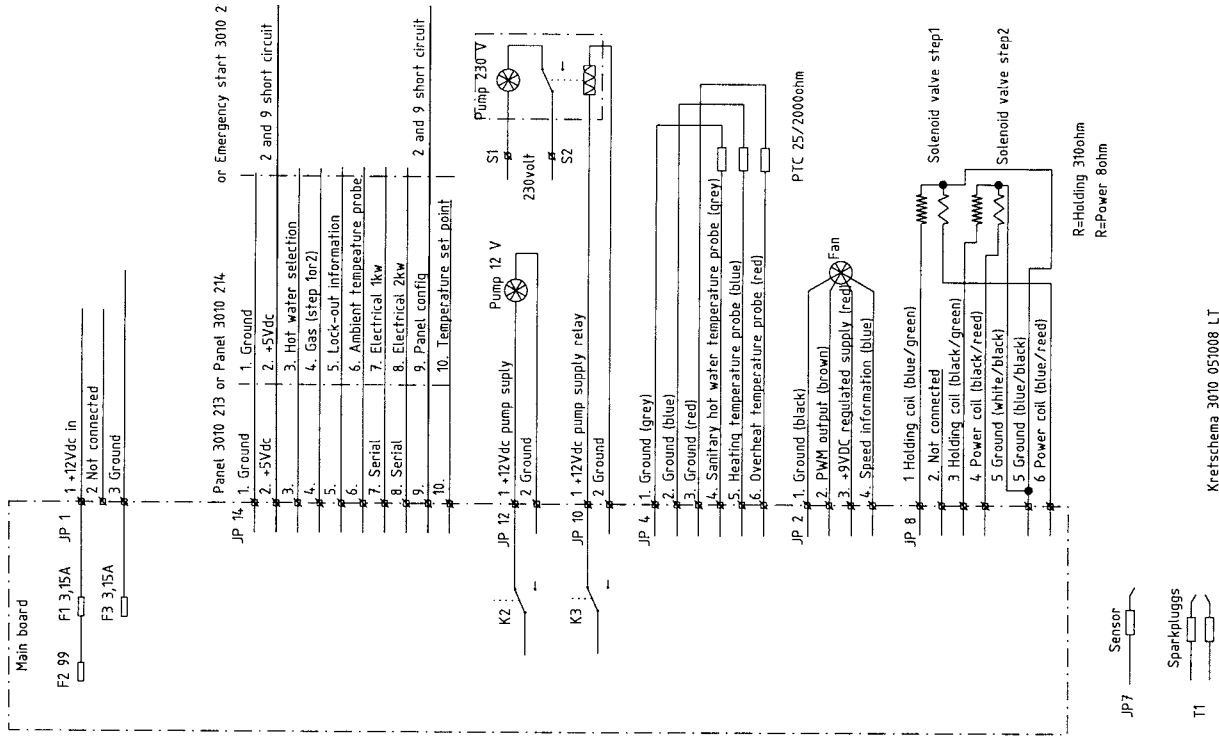 Main board
F2 99
F1 3,15A
JP 1
1 +12Vdc in
2 Not connected
F3 3,15A
3 Ground
Panel 3010 213 or Panel 3010 214
or Emergency start 3010 2
JP 14
1. Ground
2. +5Vdc
3.
4.
5.
6.
7. Serial
8. Serial
9.
10.
1. Ground
2. +5Vdc
3. Hot water selection
4. Gas (step 1or2)
5. Lock-out information
6. Ambient tempeature probe
7. Electrical 1kw
8. Electrical 2kw
9. Panel config
10. Temperature set point
2 and 9 short circuit
2 and 9 short circuit
K2
JP 12
1 +12Vdc pump suply
2 Ground
Pump 12 V
Pump 230 V
S1
230volt
S2
K3
JP 10
1 +12Vdc pump supply relay
2 Ground
JP 4
1. Ground (grey)
2. Ground (blue)
3. Ground (red)
4. Sanitary hot water temperature probe (grey)
5. Heating temperature probe (blue)
6. Overheat temperature probe (red)
PTC 25/2000ohm
JP 2
1. Ground (black)
2. PWM output (brown)
3. +9VDC regulated supply (red)
4. Speed information (blue)
Fan
JP 8
1 Holding coil (blue/green)
2. Not connected
3 Holding coil (black/green)
4 Power coil (black/reed)
5 Ground (white/black)
5 Ground (blue/black)
6 Power coil (blue/reed)
Solenoid valve step1
Solenoid valve step2
R=Holding 310ohm
R=Power 8ohm
JP7
Sensor
T1
Sparkpluggs
Kretschema 3010 051008 LT